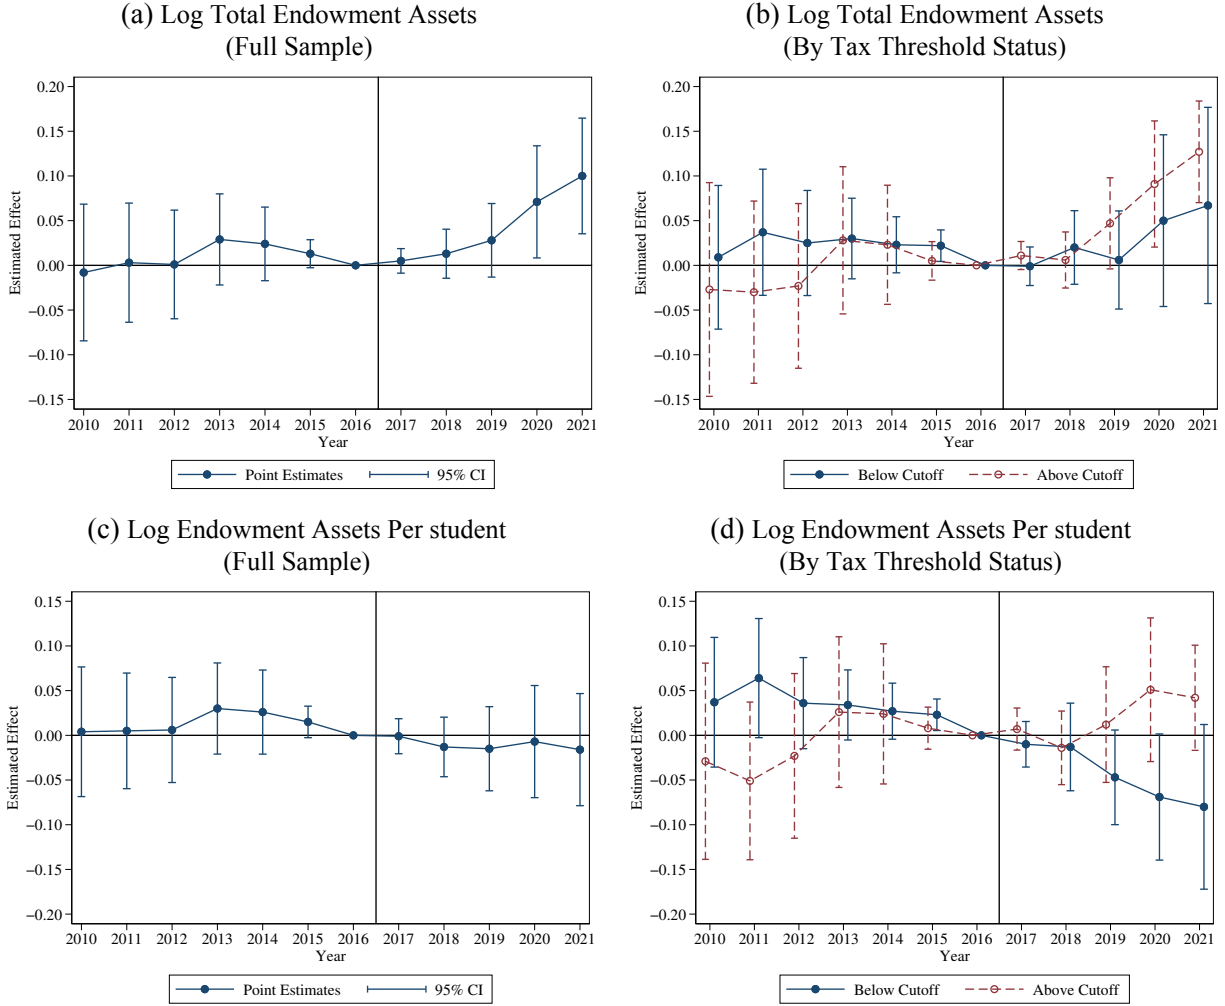 (a) Log Total Endowment Assets
(Full Sample)
0.20
0.15
0.10
0.05
0.00
−0.05
−0.10
−0.15
Estimated Effect
2010 2011 2012 2013 2014 2015 2016 2017 2018 2019 2020 2021
Year
Point Estimates 95% CI
(b) Log Total Endowment Assets
(By Tax Threshold Status)
0.20
0.15
0.10
0.05
0.00
−0.05
−0.10
−0.15
Estimated Effect
2010 2011 2012 2013 2014 2015 2016 2017 2018 2019 2020 2021
Year
Below Cutoff Above Cutoff
(c) Log Endowment Assets Per student
(Full Sample)
0.15
0.10
0.05
0.00
−0.05
−0.10
−0.15
−0.20
Estimated Effect
2010 2011 2012 2013 2014 2015 2016 2017 2018 2019 2020 2021
Year
Point Estimates 95% CI
(d) Log Endowment Assets Per student
(By Tax Threshold Status)
0.15
0.10
0.05
0.00
−0.05
−0.10
−0.15
−0.20
Estimated Effect
2010 2011 2012 2013 2014 2015 2016 2017 2018 2019 2020 2021
Year
Below Cutoff Above Cutoff